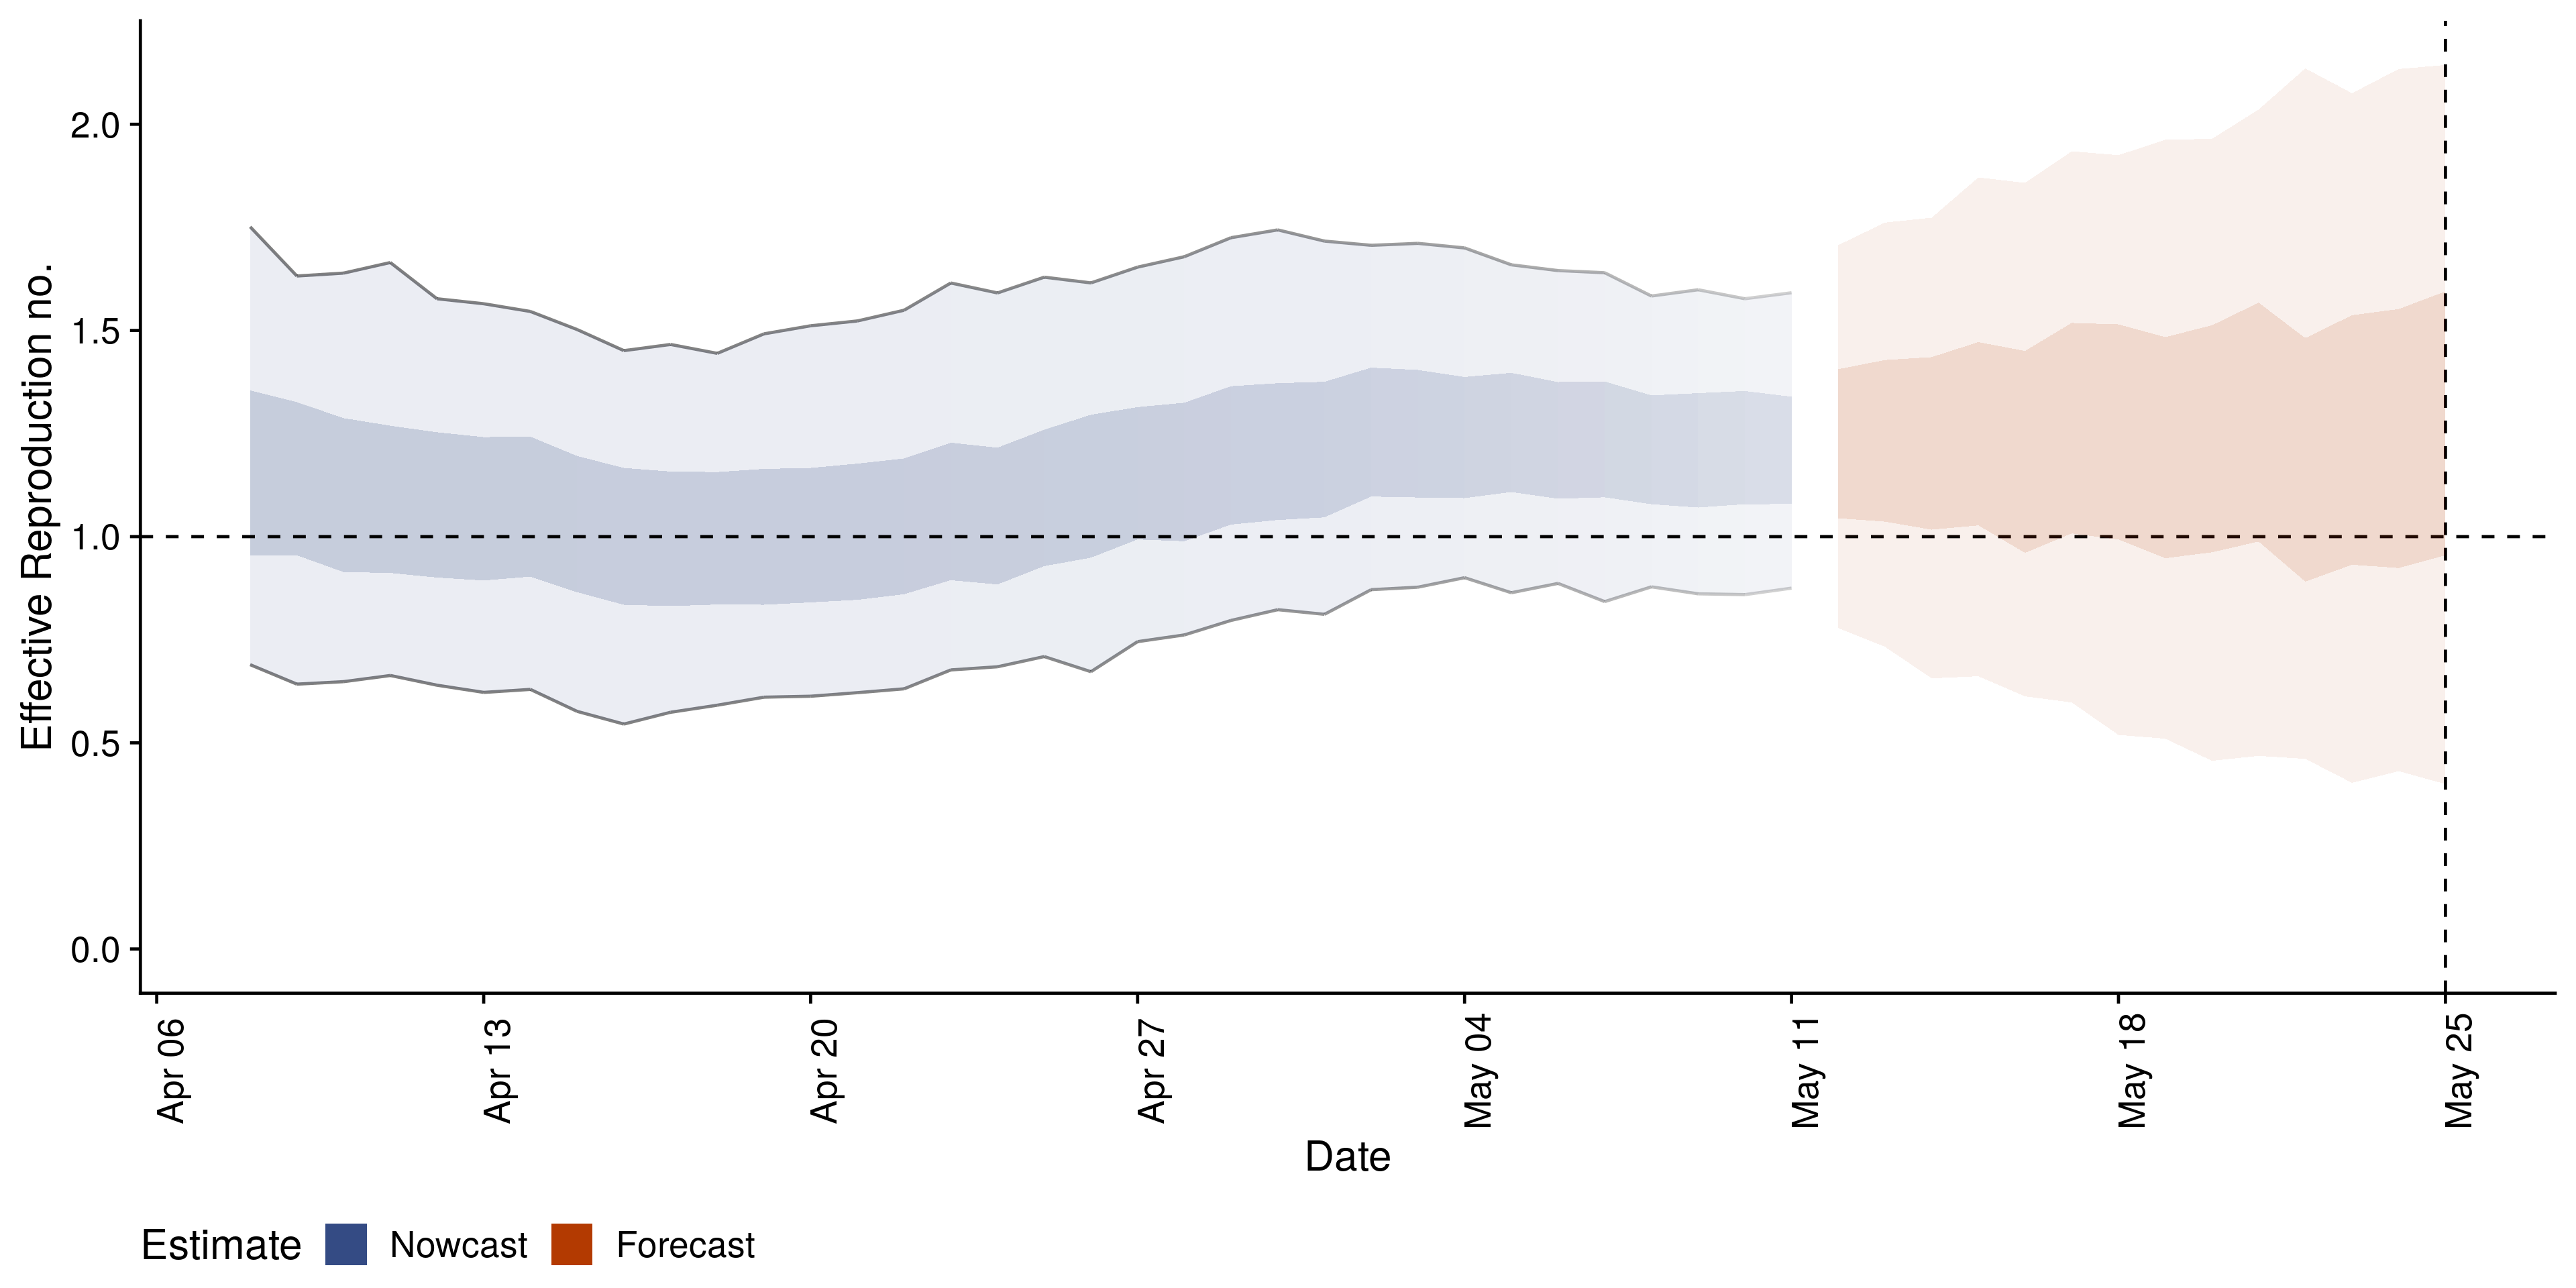 Effective Reproduction no.
2.0
1.5
1.0
0.5
0.0
Apr 06
Apr 13
Apr 20
Apr 27
May 04
May 11
May 18
May 25
Date
Estimate Nowcast Forecast